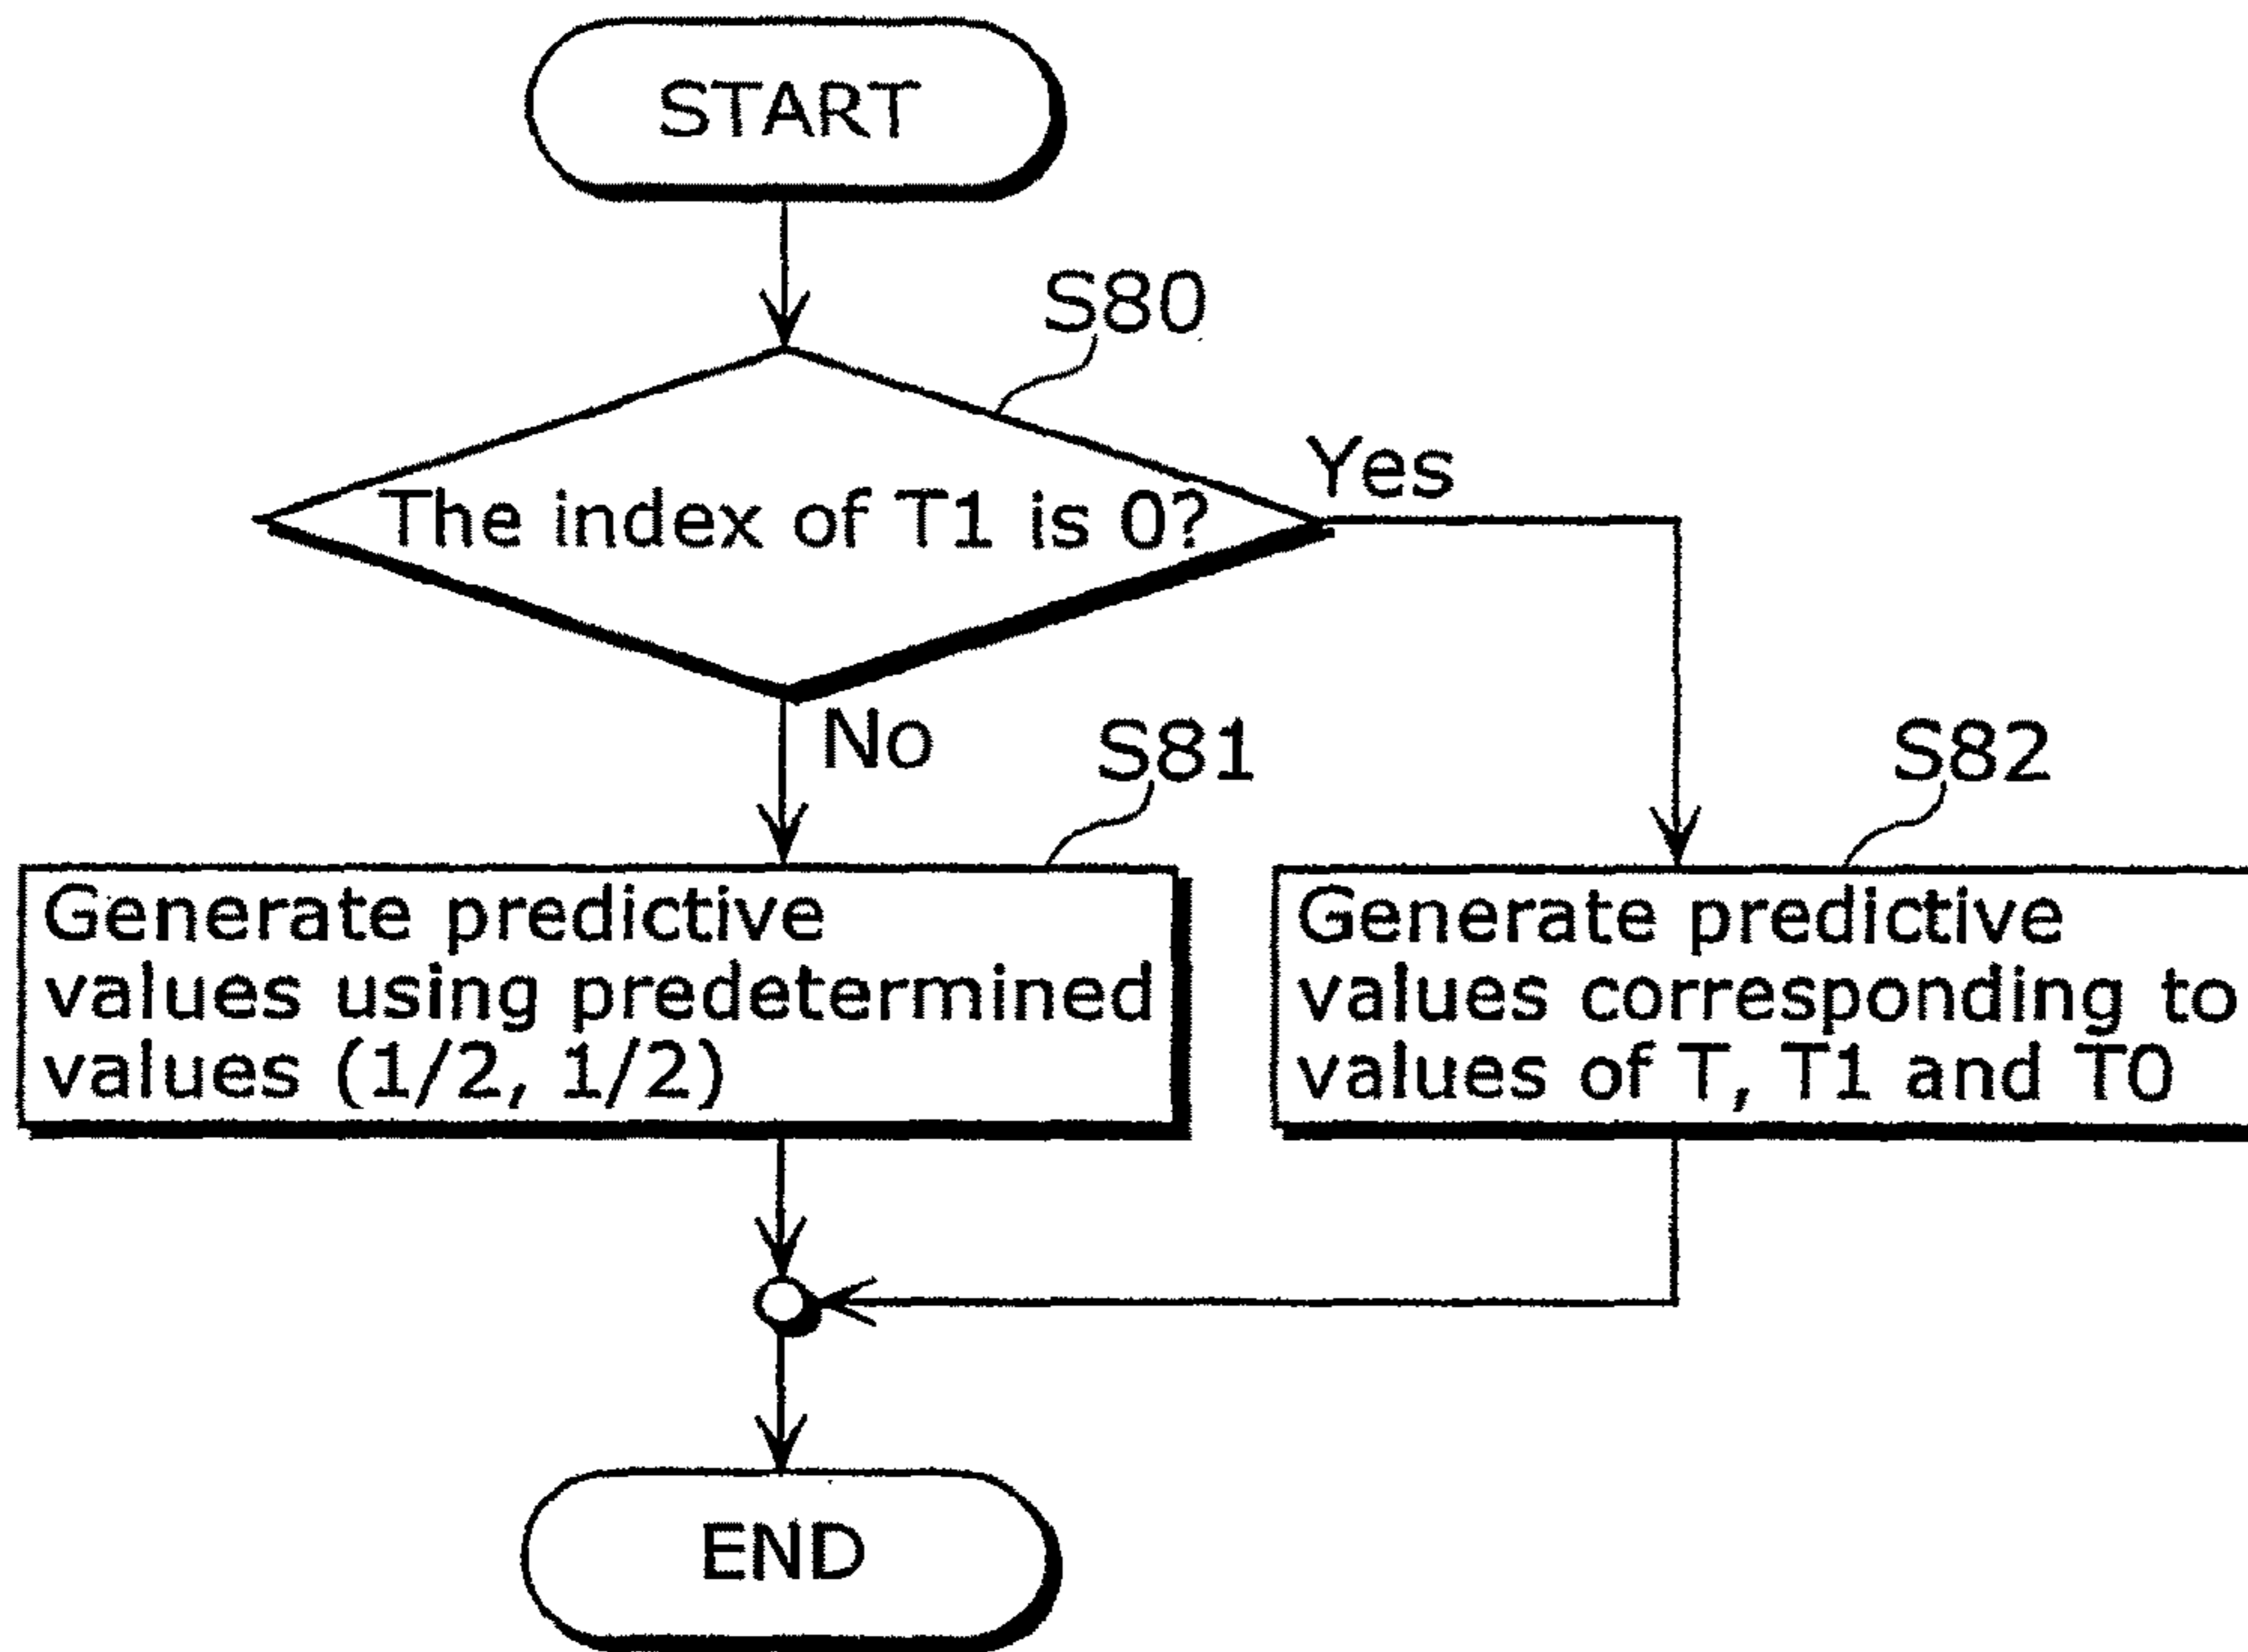 START
S80
The index of T1 is 0?
Yes
No
S81
S82
Generate predictive
values using predetermined
values (1/2, 1/2)
Generate predictive
values corresponding to
values of T, T1 and T0
END